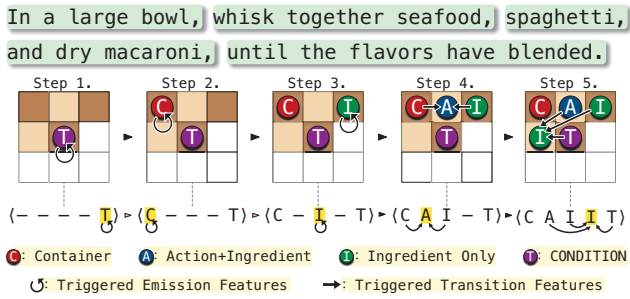 In a large bowl, whisk together seafood, spaghetti,
and dry macaroni, until the flavors have blended.
Step 1. Step 2. Step 3. Step 4. Step 5.
T C T C I T C A I T C A I I T
⟨– – – – T⟩ ⟨C – – – T⟩ ⟨C – I – T⟩ ⟨C A I – T⟩ ⟨C A I I T⟩
C: Container A: Action+Ingredient I: Ingredient Only T: CONDITION
: Triggered Emission Features : Triggered Transition Features